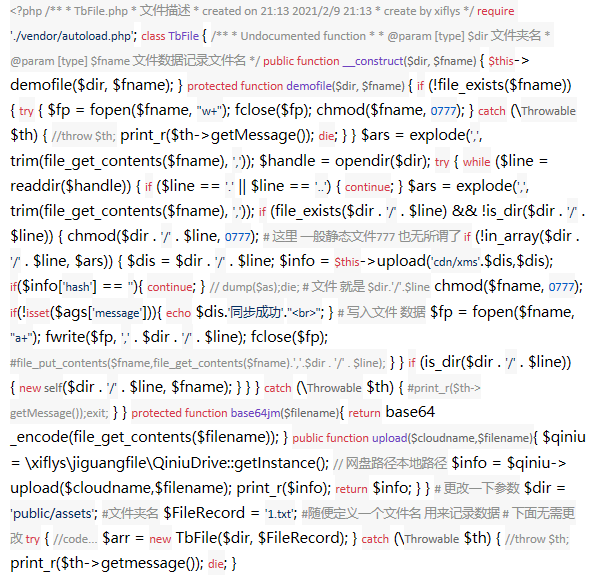 <?php /** * TbFile.php * 文件描述 * created on 21:13 2021/2/9 21:13 * create by xiflys */ require
'./vendor/autoload.php'; class TbFile { /** * Undocumented function * * @param [type] $dir 文件夹名 *
@param [type] $fname 文件数据记录文件名 */ public function __construct($dir, $fname) { $this->
demofile($dir, $fname); } protected function demofile($dir, $fname) { if (!file_exists($fname))
{ try { $fp = fopen($fname, "w+"); fclose($fp); chmod($fname, 0777); } catch (\Throwable
$th) { //throw $th; print_r($th->getMessage()); die; } } $ars = explode(',',
trim(file_get_contents($fname), ',')); $handle = opendir($dir); try { while ($line =
readdir($handle)) { if ($line == '.' || $line == '..') { continue; } $ars = explode(',',
trim(file_get_contents($fname), ',')); if (file_exists($dir . '/' . $line) && !is_dir($dir . '/' .
$line)) { chmod($dir . '/' . $line, 0777); # 这里 一般静态文件777 也无所谓了 if (!in_array($dir .
'/' . $line, $ars)) { $dis = $dir . '/' . $line; $info = $this->upload('cdn/xms'.$dis,$dis);
if($info['hash'] == ''){ continue; } // dump($as);die; # 文件 就是 $dir.'/'.$line chmod($fname, 0777);
if(!isset($ags['message'])){ echo $dis.'同步成功'."<br>"; } # 写入文件 数据 $fp = fopen($fname,
"a+"); fwrite($fp, ',' . $dir . '/' . $line); fclose($fp);
#file_put_contents($fname,file_get_contents($fname).','.$dir . '/' . $line); } } if (is_dir($dir . '/' . $line))
{ new self($dir . '/' . $line, $fname); } } } catch (\Throwable $th) { #print_r($th->
getMessage());exit; } } protected function base64jm($filename){ return base64
_encode(file_get_contents($filename)); } public function upload($cloudname,$filename){ $qiniu
= \xiflys\jiguangfile\QiniuDrive::getInstance(); // 网盘路径本地路径 $info = $qiniu->
upload($cloudname,$filename); print_r($info); return $info; } } # 更改一下参数 $dir =
'public/assets'; #文件夹名 $FileRecord = '1.txt'; #随便定义一个文件名 用来记录数据 # 下面无需更
改 try { //code... $arr = new TbFile($dir, $FileRecord); } catch (\Throwable $th) { //throw $th;
print_r($th->getmessage()); die; }